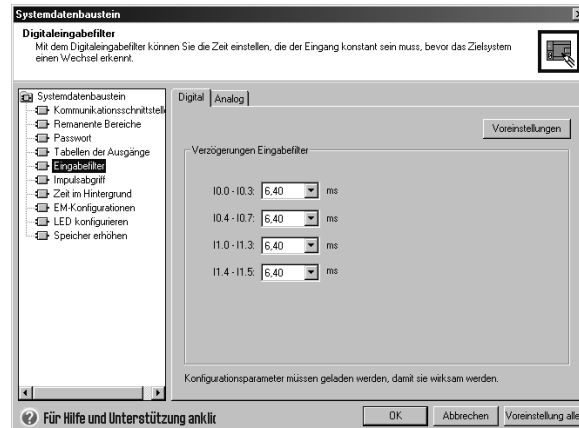 Systemdatenbaustein
Digitaleingabefilter
Mit dem Digitaleingabefilter können Sie die Zeit einstellen, die der Eingang konstant sein muss, bevor das Zielsystem
einen Wechsel erkennt.
Systemdatenbaustein
Kommunikationsschnittstell
Remanente Bereiche
Passwort
Tabellen der Ausgänge
Eingabefilter
Impulsabgriff
Zeit im Hintergrund
EM-Konfigurationen
LED konfigurieren
Speicher erhöhen
Digital Analog
Voreinstellungen
Verzögerungen Eingabefilter
I0.0 - I0.3: 6,40 ms
I0.4 - I0.7: 6,40 ms
I1.0 - I1.3: 6,40 ms
I1.4 - I1.5: 6,40 ms
Konfigurationsparameter müssen geladen werden, damit sie wirksam werden.
? Für Hilfe und Unterstützung anklic
OK Abbrechen Voreinstellung alle